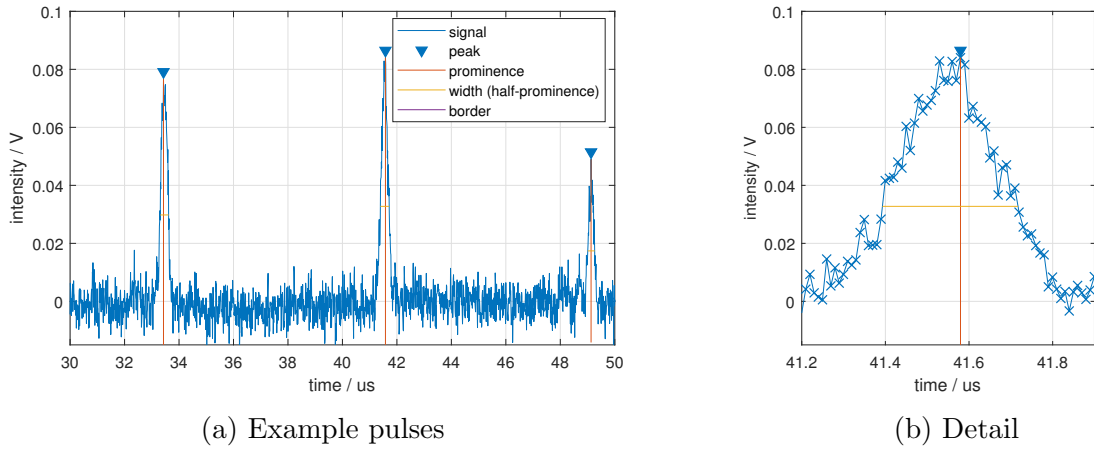 0.1
0.08
0.06
0.04
0.02
0
intensity / V
30 32 34 36 38 40 42 44 46 48 50
time / us
signal
peak
prominence
width (half-prominence)
border
(a) Example pulses
0.1
0.08
0.06
0.04
0.02
0
intensity / V
41.2 41.4 41.6 41.8
time / us
(b) Detail